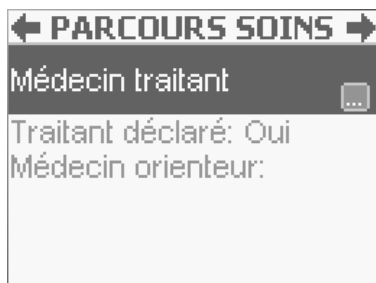 PARCOURS SOINS
Médecin traitant
...
Traitant déclaré: Oui
Médecin orienteur: